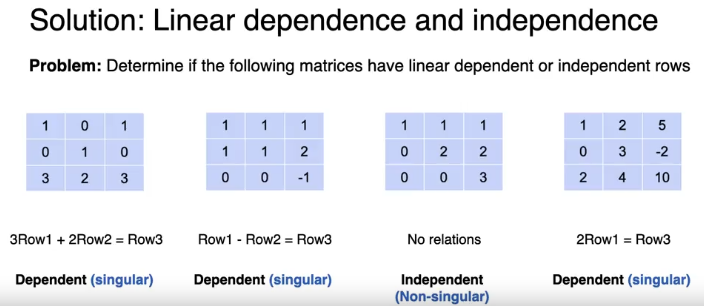 Solution: Linear dependence and independence
Problem: Determine if the following matrices have linear dependent or independent rows
1 0 1
0 1 0
3 2 3
3Row1 + 2Row2 = Row3
Dependent (singular)
1 1 1
1 1 2
0 0 -1
Row1 - Row2 = Row3
Dependent (singular)
1 1 1
0 2 2
0 0 3
No relations
Independent
(Non-singular)
1 2 5
0 3 -2
2 4 10
2Row1 = Row3
Dependent (singular)